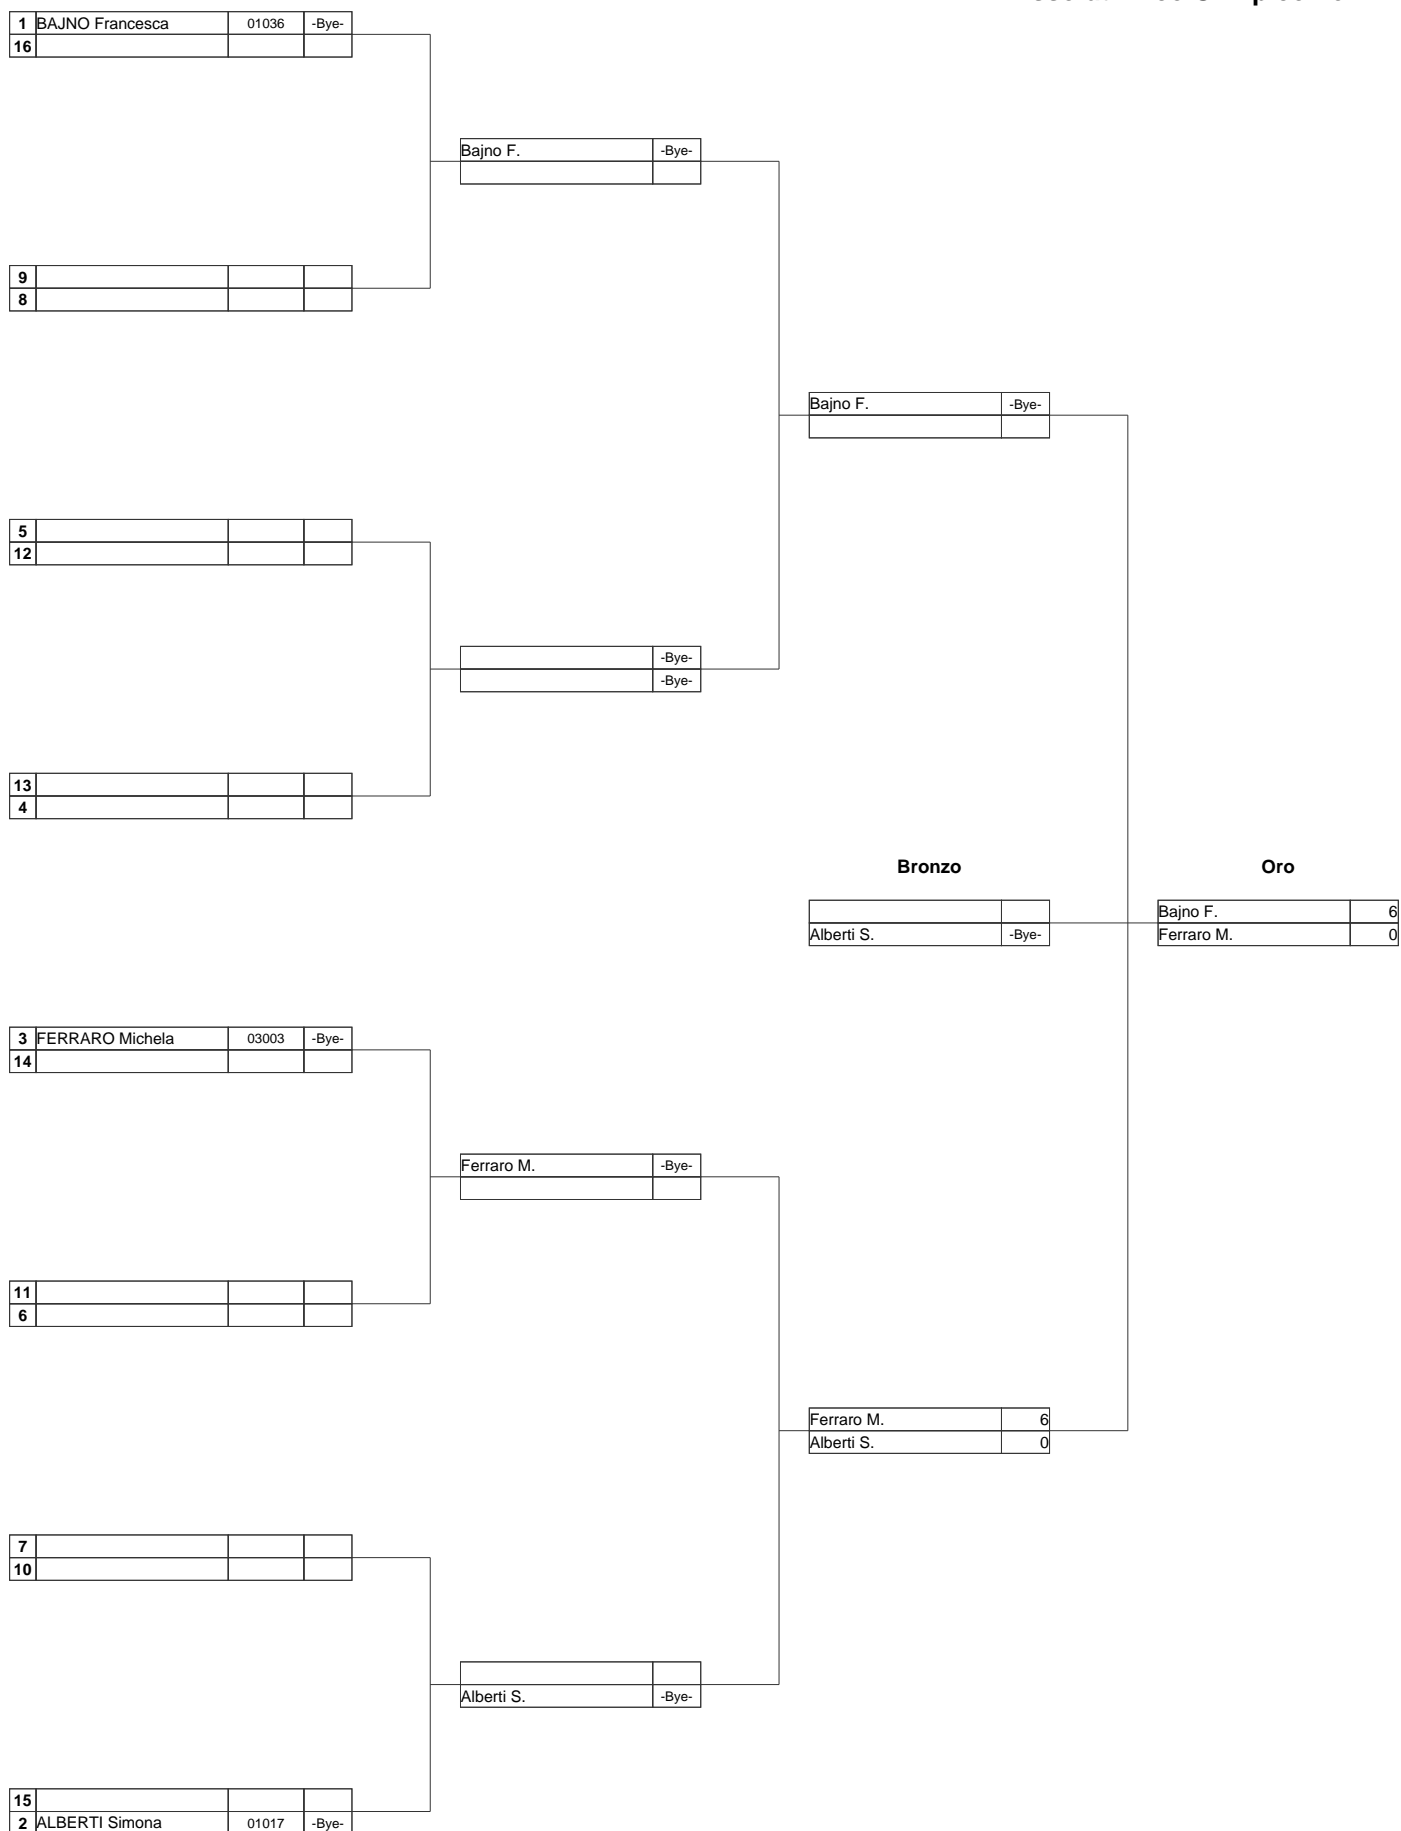 1 BAJNO Francesca 01036 -Bye-
16
Bajno F. -Bye-
9
8
Bajno F. -Bye-
5
12
-Bye-
-Bye-
13
4
Bronzo Oro
Bajno F. 6
Alberti S. -Bye- Ferraro M. 0
3 FERRARO Michela 03003 -Bye-
14
Ferraro M. -Bye-
11
6
Ferraro M. 6
Alberti S. 0
7
10
Alberti S. -Bye-
15
2 ALBERTI Simona 01017 -Bye-